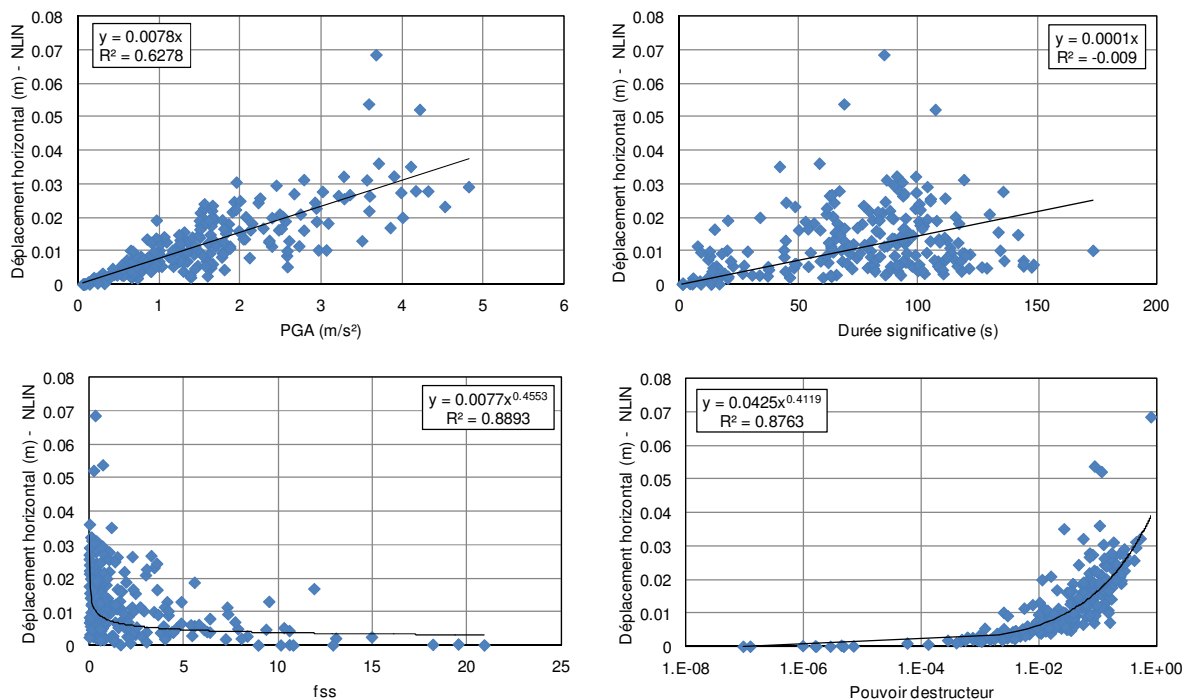 Déplacement horizontal (m) - NLIN
0.08
0.07
0.06
0.05
0.04
0.03
0.02
0.01
0
y = 0.0078x
R² = 0.6278
0
1
2
3
4
5
6
PGA (m/s²)
Déplacement horizontal (m) - NLIN
0.08
0.07
0.06
0.05
0.04
0.03
0.02
0.01
0
y = 0.0001x
R² = -0.009
0
50
100
150
200
Durée significative (s)
Déplacement horizontal (m) - NLIN
0.08
0.07
0.06
0.05
0.04
0.03
0.02
0.01
0
y = 0.0077x^0.4553
R² = 0.8893
0
5
10
15
20
25
fss
Déplacement horizontal (m) - NLIN
0.08
0.07
0.06
0.05
0.04
0.03
0.02
0.01
0
y = 0.0425x^0.4119
R² = 0.8763
1.E-08
1.E-06
1.E-04
1.E-02
1.E+00
Pouvoir destructeur